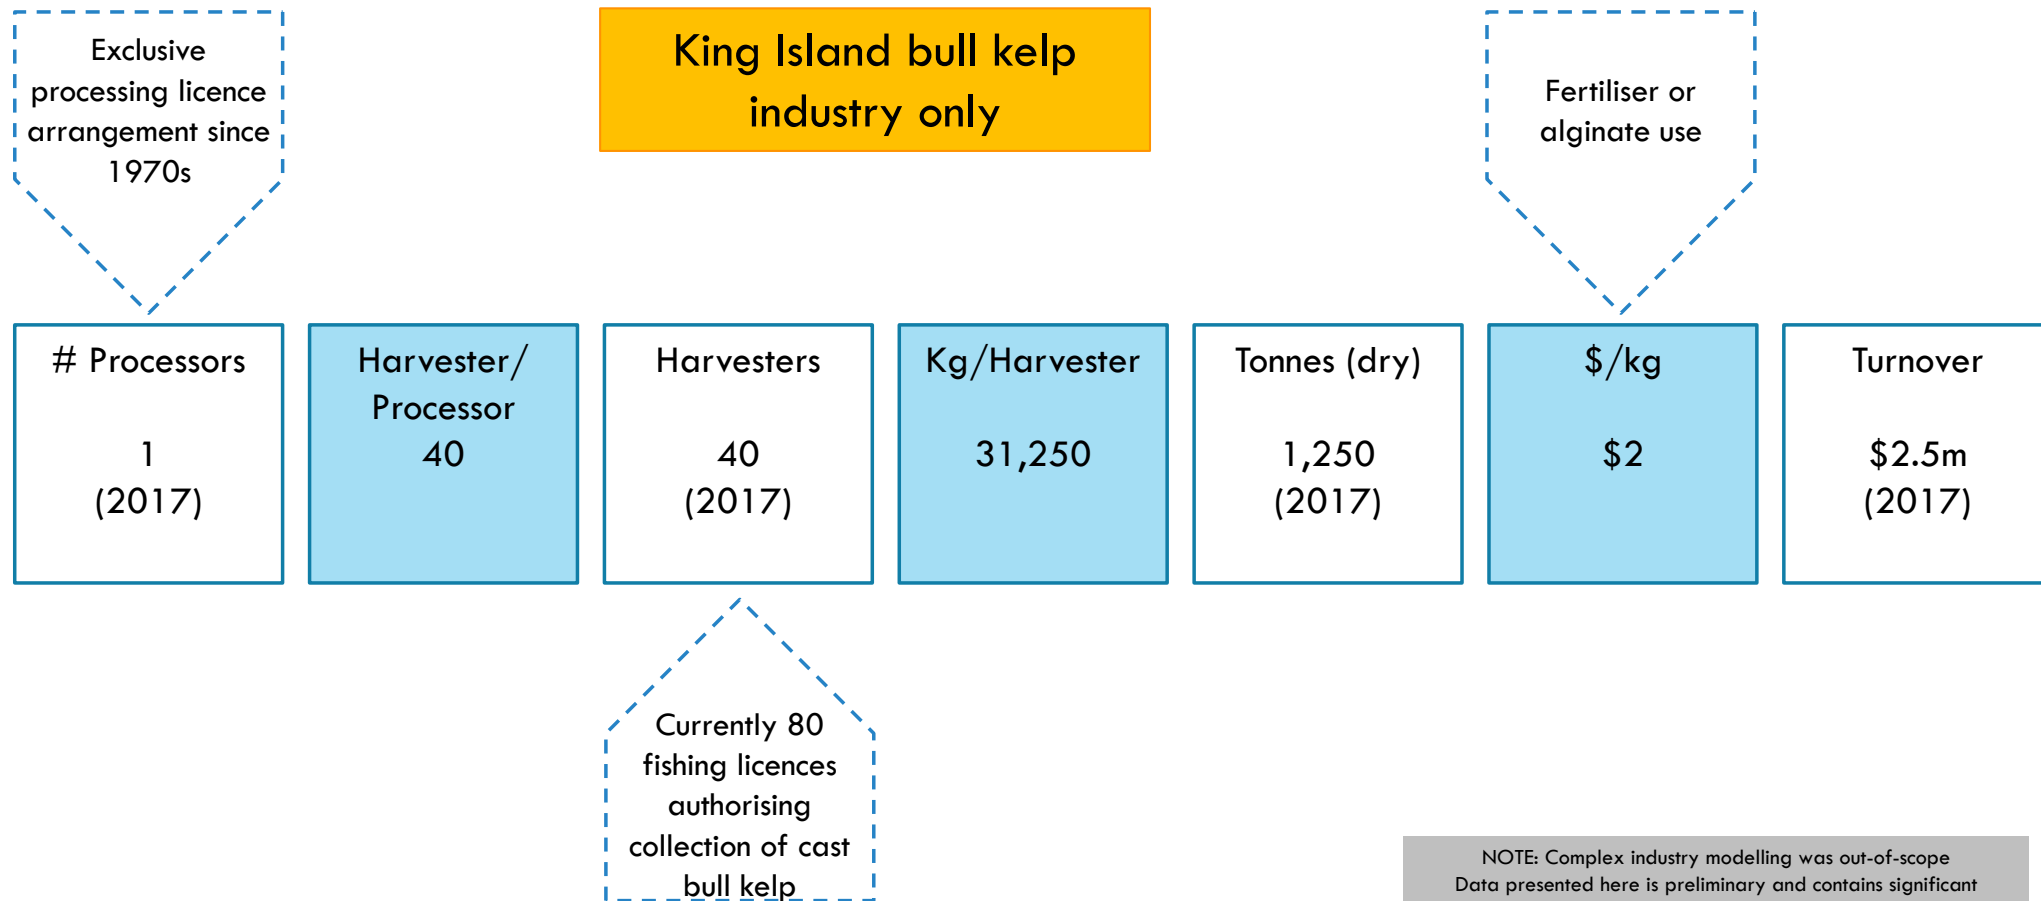 Exclusive
processing licence
arrangement since
1970s
King Island bull kelp
industry only
Fertiliser or
alginate use
# Processors
1
(2017)
Harvester/
Processor
40
Harvesters
40
(2017)
Kg/Harvester
31,250
Tonnes (dry)
1,250
(2017)
$/kg
$2
Turnover
$2.5m
(2017)
Currently 80
fishing licences
authorising
collection of cast
bull kelp
NOTE: Complex industry modelling was out-of-scope
Data presented here is preliminary and contains significant